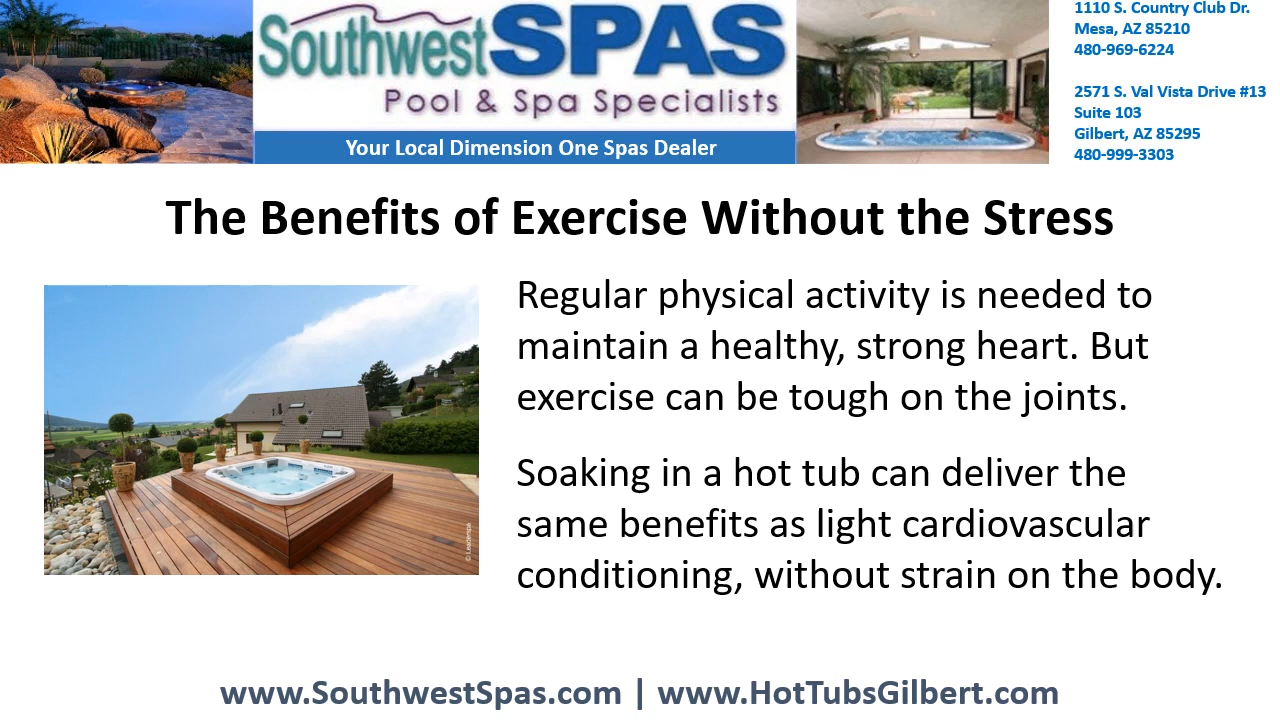 Southwest SPAS
Pool & Spa Specialists
Your Local Dimension One Spas Dealer
1110 S. Country Club Dr.
Mesa, AZ 85210
480-969-6224
2571 S. Val Vista Drive #13
Suite 103
Gilbert, AZ 85295
480-999-3303
The Benefits of Exercise Without the Stress
Regular physical activity is needed to
maintain a healthy, strong heart. But
exercise can be tough on the joints.
Soaking in a hot tub can deliver the
same benefits as light cardiovascular
conditioning, without strain on the body.
© Leaderspa
www.SouthwestSpas.com | www.HotTubsGilbert.com